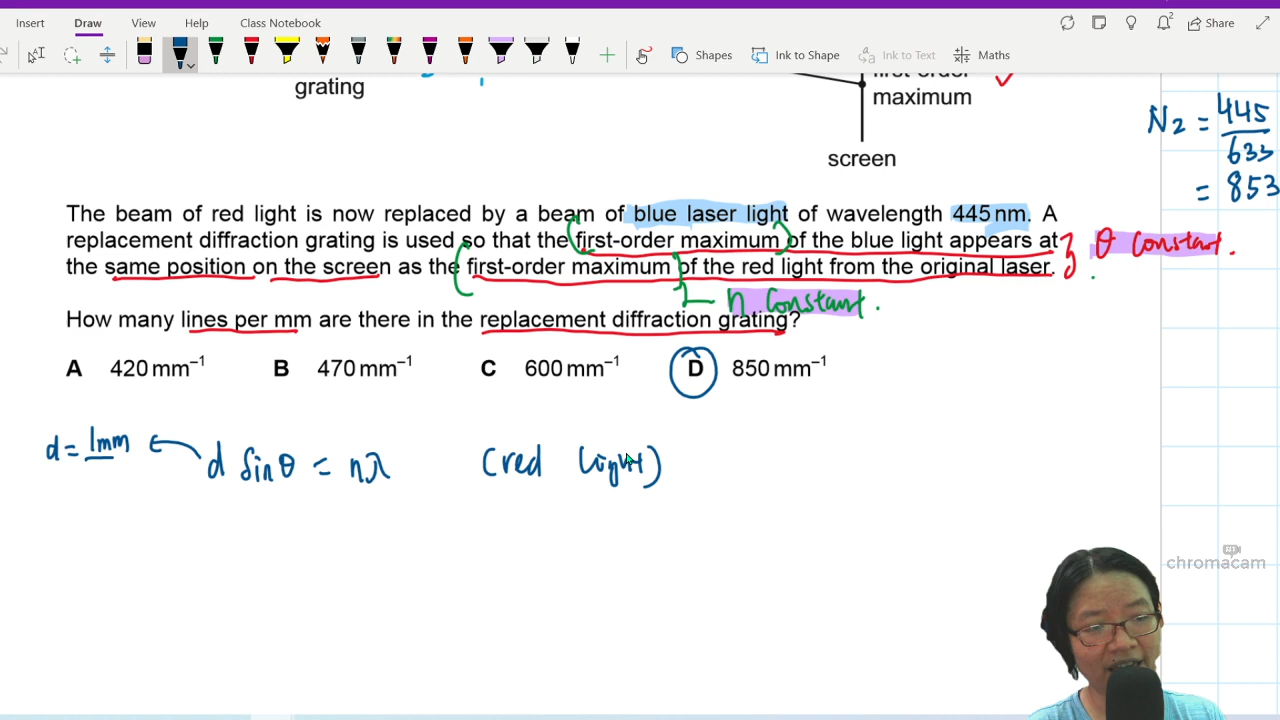 Insert Draw View Help Class Notebook Share
Shapes Ink to Shape Ink to Text Maths
grating
maximum
screen
N2 = 445
633
= 853
The beam of red light is now replaced by a beam of blue laser light of wavelength 445 nm. A
replacement diffraction grating is used so that the first-order maximum of the blue light appears at
the same position on the screen as the first-order maximum of the red light from the original laser.
θ constant.
n constant.
How many lines per mm are there in the replacement diffraction grating?
A 420 mm⁻¹ B 470 mm⁻¹ C 600 mm⁻¹ D 850 mm⁻¹
d = 1mm
d sinθ = nλ (red light)
chromacam